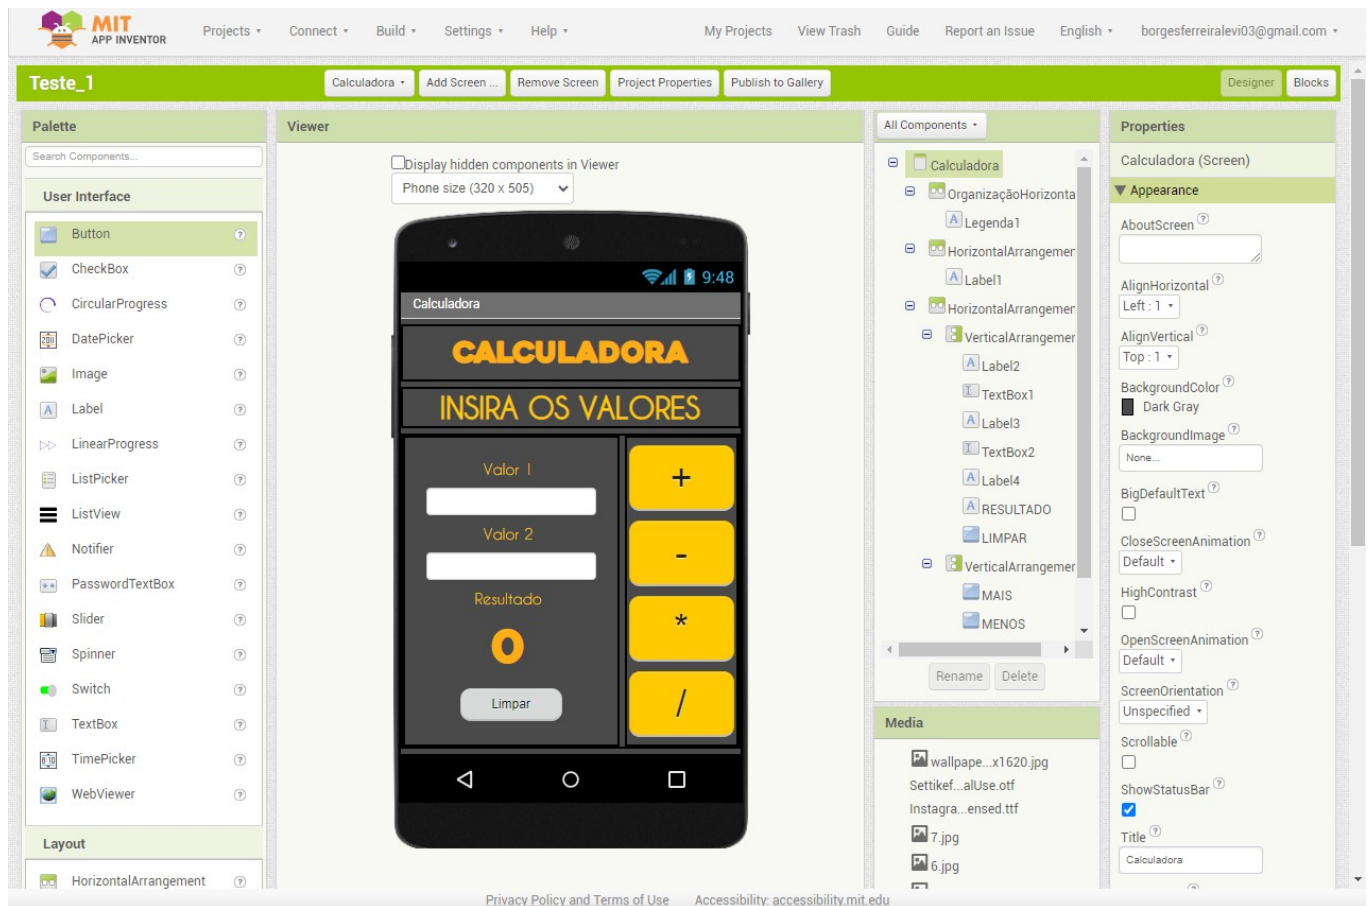 MIT
APP INVENTOR
Projects
Connect
Build
Settings
Help
My Projects
View Trash
Guide
Report an Issue
English
borgesferreiralevi03@gmail.com
Teste_1
Calculadora
Add Screen ...
Remove Screen
Project Properties
Publish to Gallery
Designer
Blocks
Palette
Search Components...
User Interface
Button
CheckBox
CircularProgress
DatePicker
Image
Label
LinearProgress
ListPicker
ListView
Notifier
PasswordTextBox
Slider
Spinner
Switch
TextBox
TimePicker
WebViewer
Layout
HorizontalArrangement
Viewer
Display hidden components in Viewer
Phone size (320 x 505)
9:48
Calculadora
CALCULADORA
INSIRA OS VALORES
Valor 1
Valor 2
Resultado
0
Limpar
+
-
*
/
All Components
Calculadora
OrganizaçãoHorizonta
Legenda1
HorizontalArrangemer
Label1
HorizontalArrangemer
VerticalArrangemer
Label2
TextBox1
Label3
TextBox2
Label4
RESULTADO
LIMPAR
VerticalArrangemer
MAIS
MENOS
Rename
Delete
Media
wallpape...x1620.jpg
Settikef...alUse.otf
Instagra...ensed.ttf
7.jpg
6.jpg
Properties
Calculadora (Screen)
Appearance
AboutScreen
AlignHorizontal
Left : 1
AlignVertical
Top : 1
BackgroundColor
Dark Gray
BackgroundImage
None...
BigDefaultText
CloseScreenAnimation
Default
HighContrast
OpenScreenAnimation
Default
ScreenOrientation
Unspecified
Scrollable
ShowStatusBar
Title
Calculadora
Privacy Policy and Terms of Use
Accessibility: accessibility.mit.edu